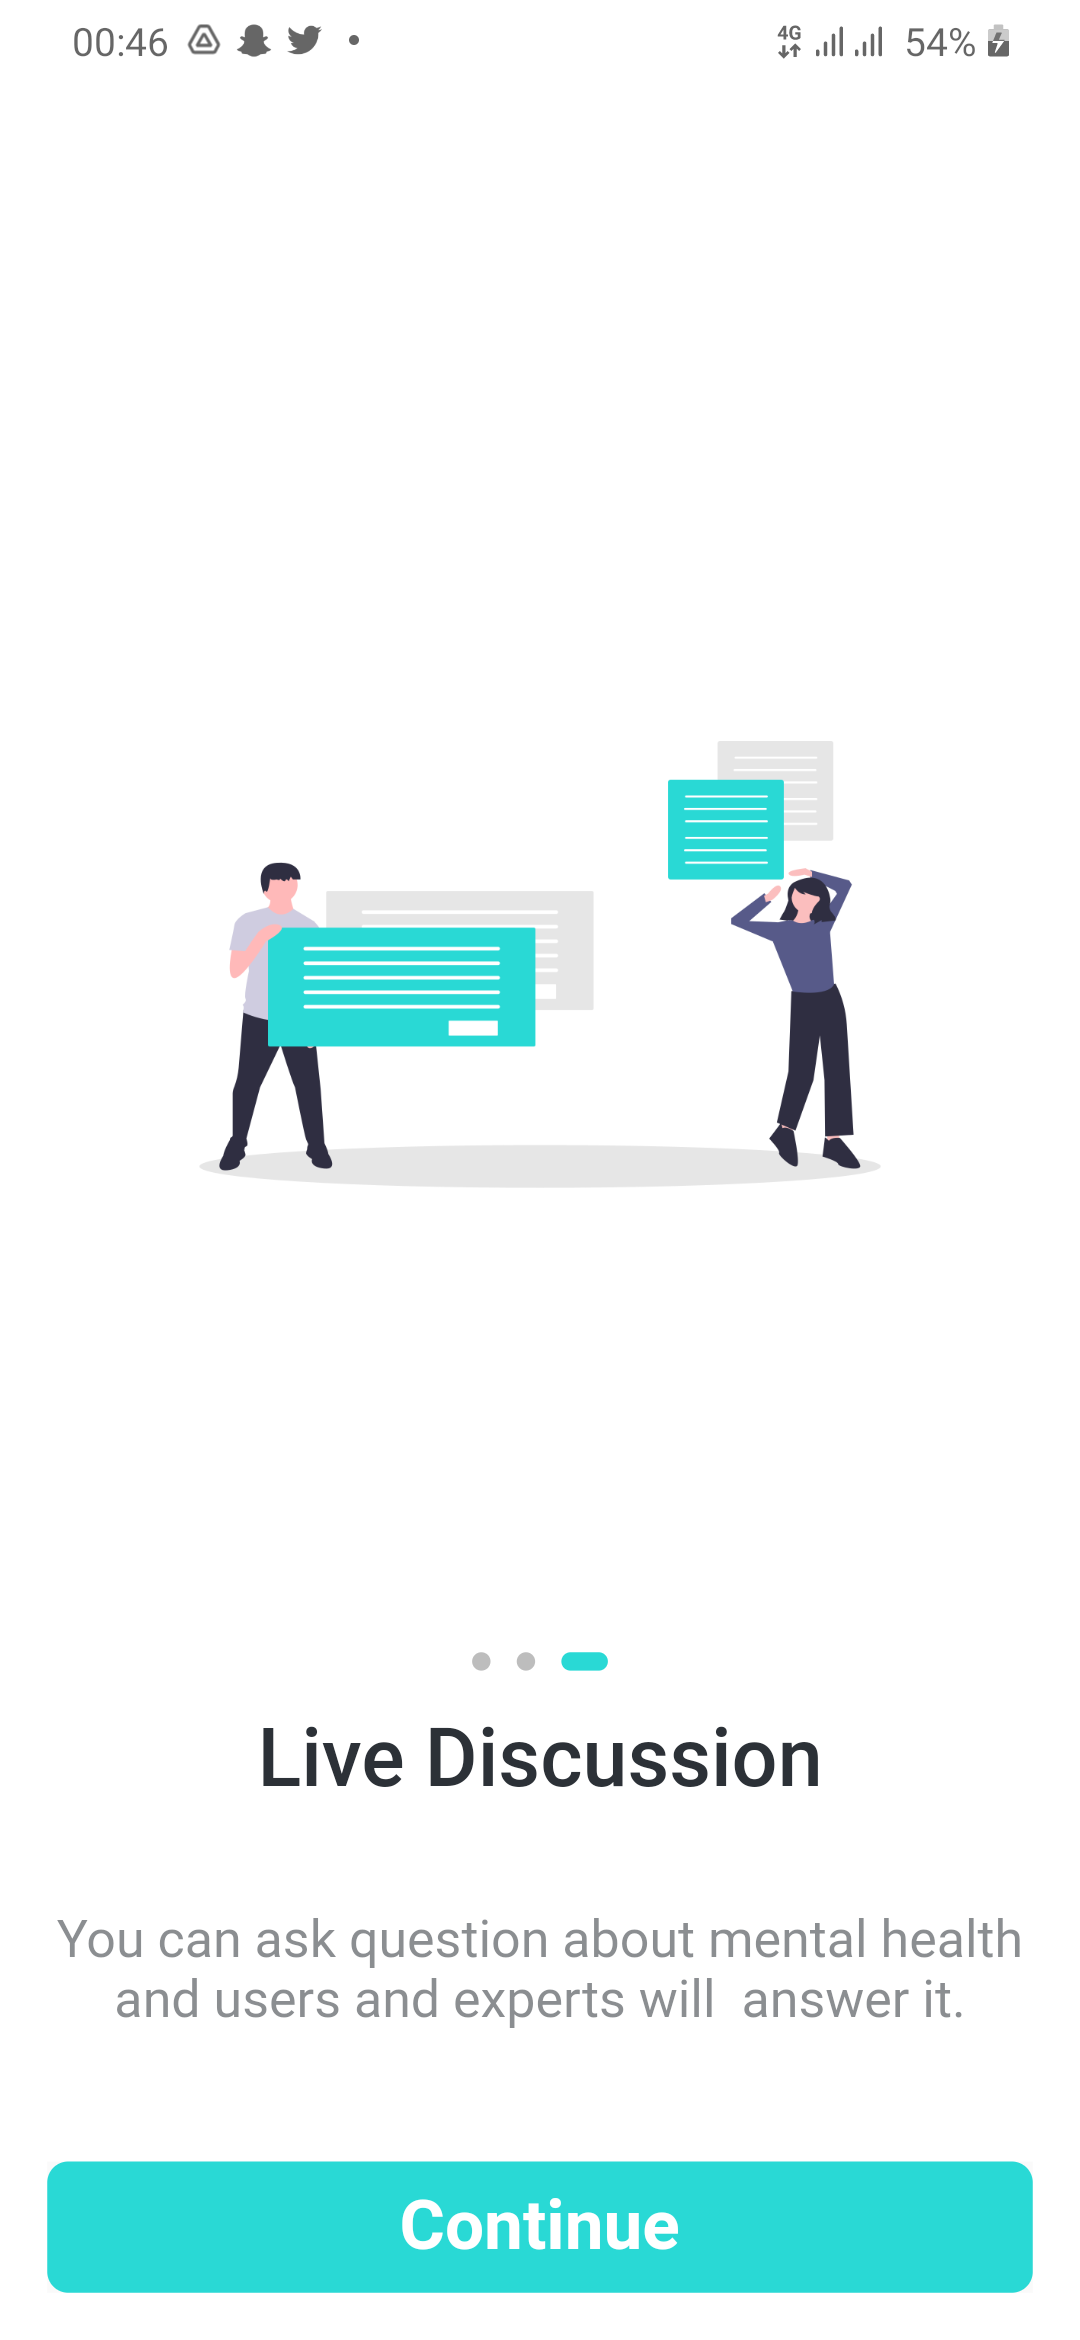 00:46
4G
54%
Live Discussion
You can ask question about mental health
and users and experts will  answer it.
Continue